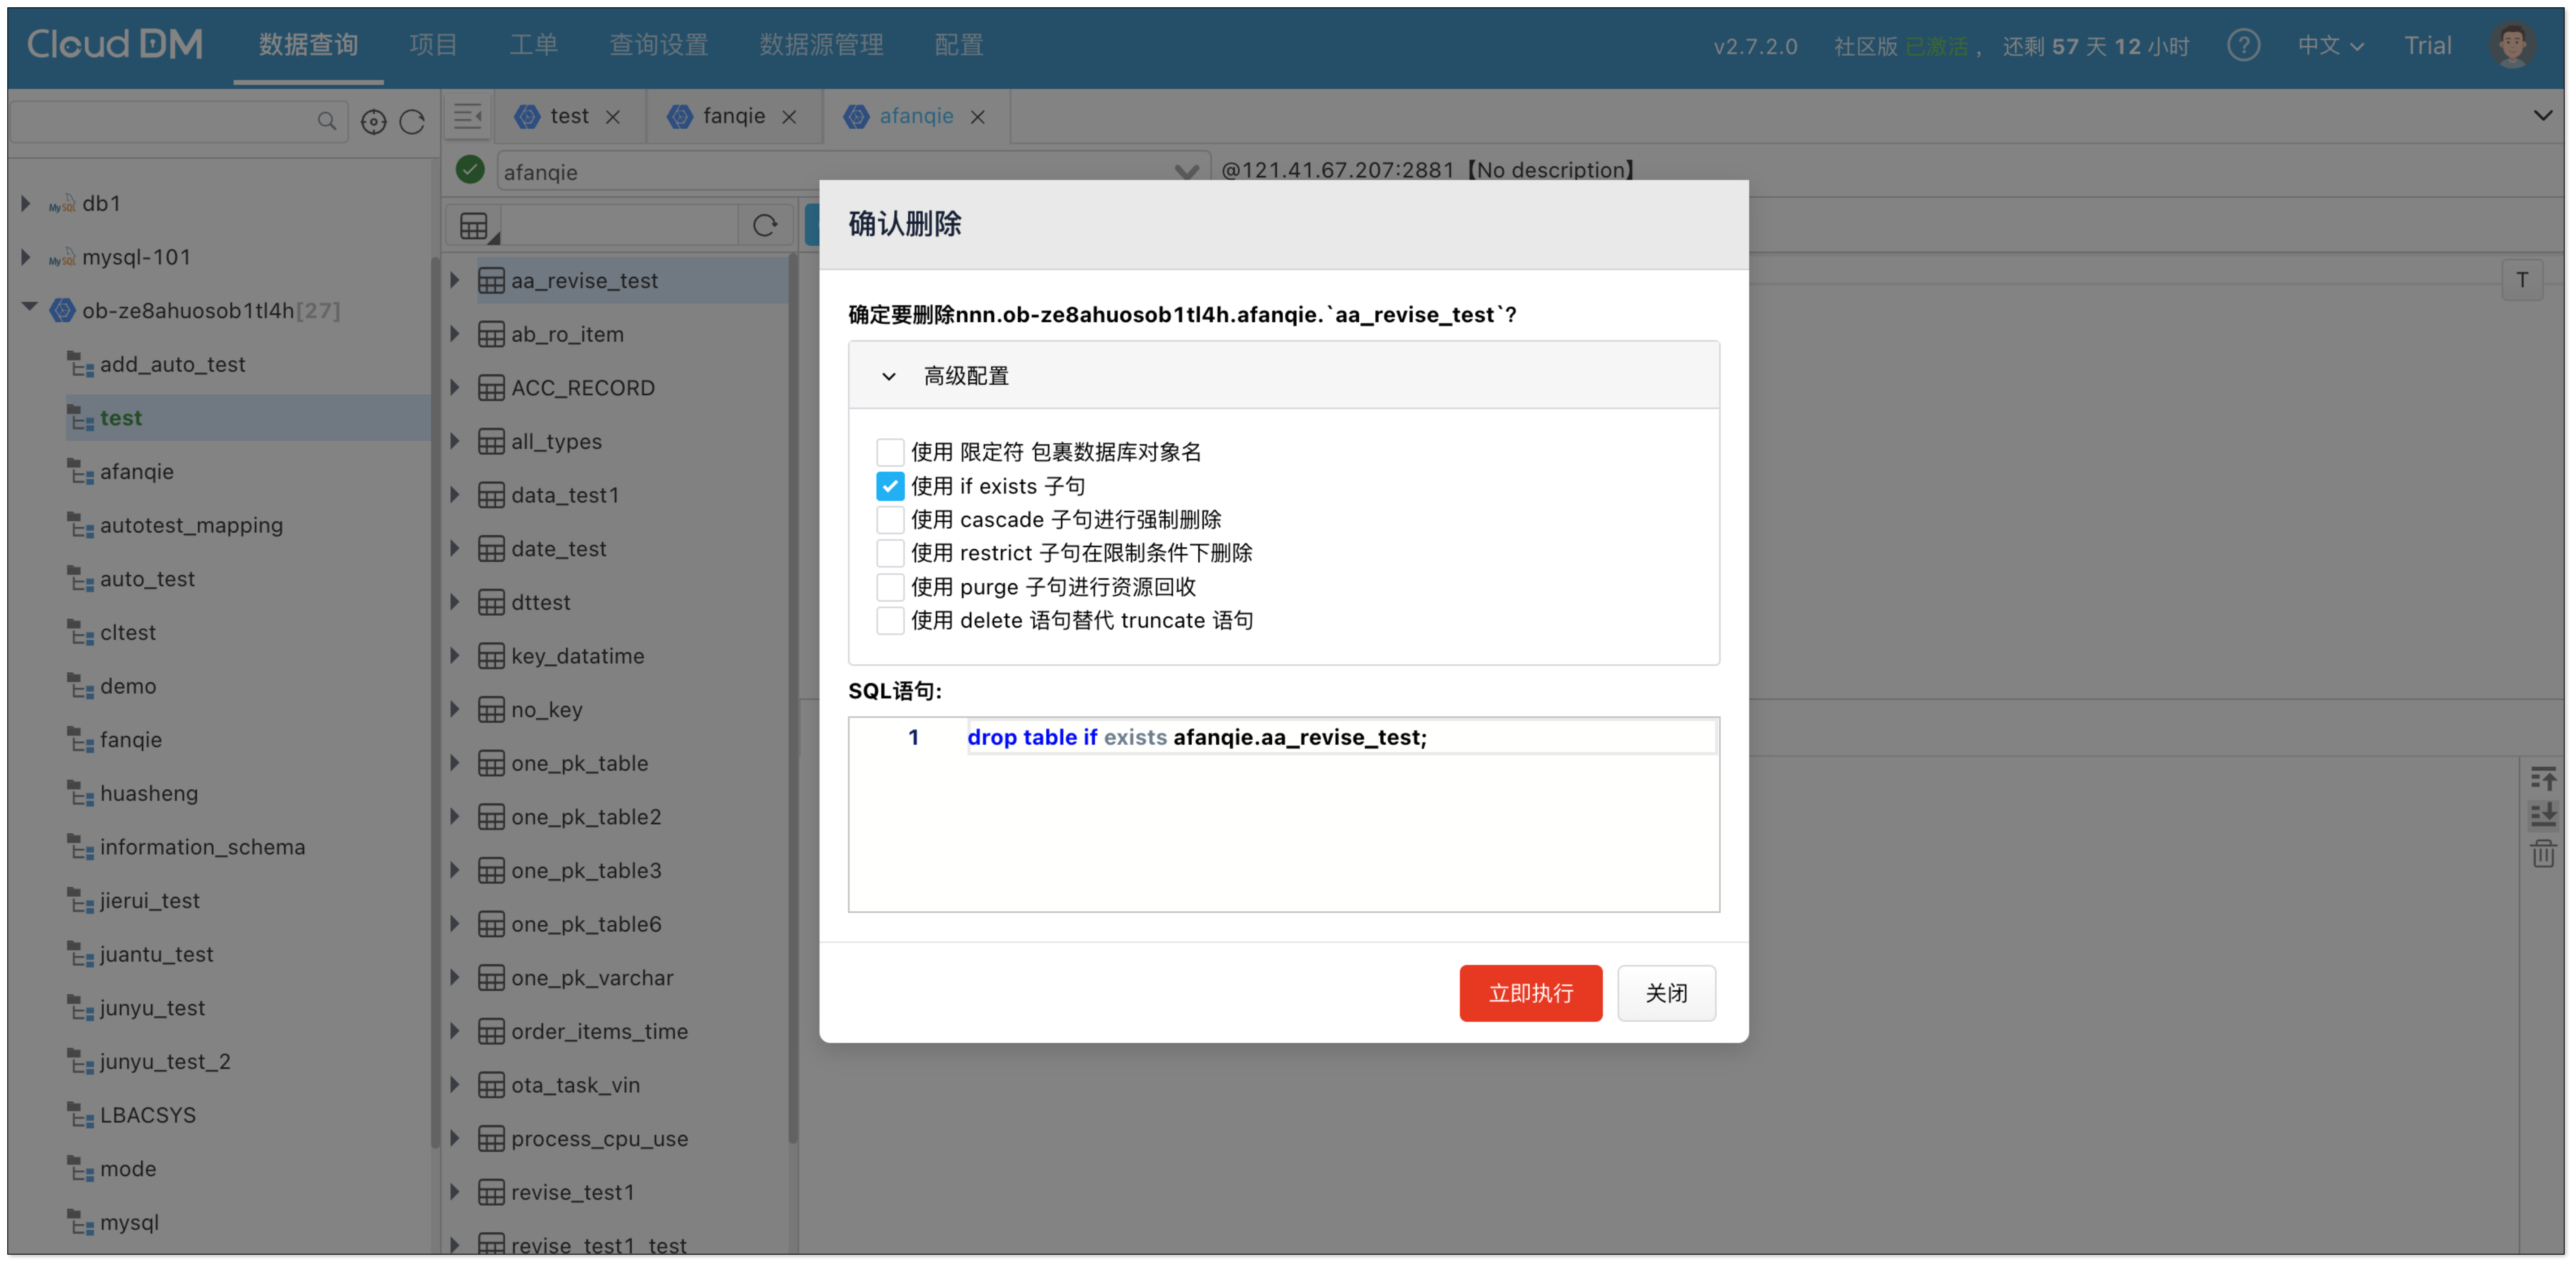 Cloud DM 数据查询 项目 工单 查询设置 数据源管理 配置 v2.7.2.0 社区版 已激活 ， 还剩 57 天 12 小时 ? 中文 Trial
test fanqie afanqie
afanqie @121.41.67.207:2881【No description】
MySQL db1
MySQL mysql-101
ob-ze8ahuosob1tl4h[27]
add_auto_test
test
afanqie
autotest_mapping
auto_test
cltest
demo
fanqie
huasheng
information_schema
jierui_test
juantu_test
junyu_test
junyu_test_2
LBACSYS
mode
mysql
aa_revise_test
ab_ro_item
ACC_RECORD
all_types
data_test1
date_test
dttest
key_datatime
no_key
one_pk_table
one_pk_table2
one_pk_table3
one_pk_table6
one_pk_varchar
order_items_time
ota_task_vin
process_cpu_use
revise_test1
revise_test1_test
T
确认删除
确定要删除nnn.ob-ze8ahuosob1tl4h.afanqie.`aa_revise_test`?
高级配置
使用 限定符 包裹数据库对象名
使用 if exists 子句
使用 cascade 子句进行强制删除
使用 restrict 子句在限制条件下删除
使用 purge 子句进行资源回收
使用 delete 语句替代 truncate 语句
SQL语句:
1 drop table if exists afanqie.aa_revise_test;
立即执行 关闭